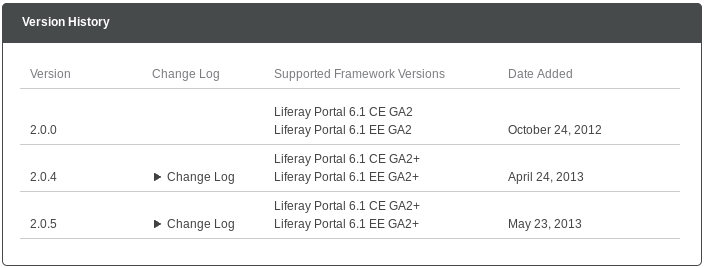 Version History
Version Change Log Supported Framework Versions Date Added
Liferay Portal 6.1 CE GA2
2.0.0 Liferay Portal 6.1 EE GA2 October 24, 2012
Liferay Portal 6.1 CE GA2+
2.0.4 Change Log Liferay Portal 6.1 EE GA2+ April 24, 2013
Liferay Portal 6.1 CE GA2+
2.0.5 Change Log Liferay Portal 6.1 EE GA2+ May 23, 2013